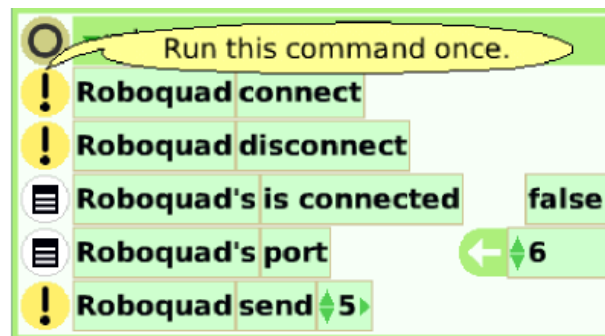 Run this command once.
! Roboquad connect
! Roboquad disconnect
Roboquad's is connected false
Roboquad's port 6
! Roboquad send 5